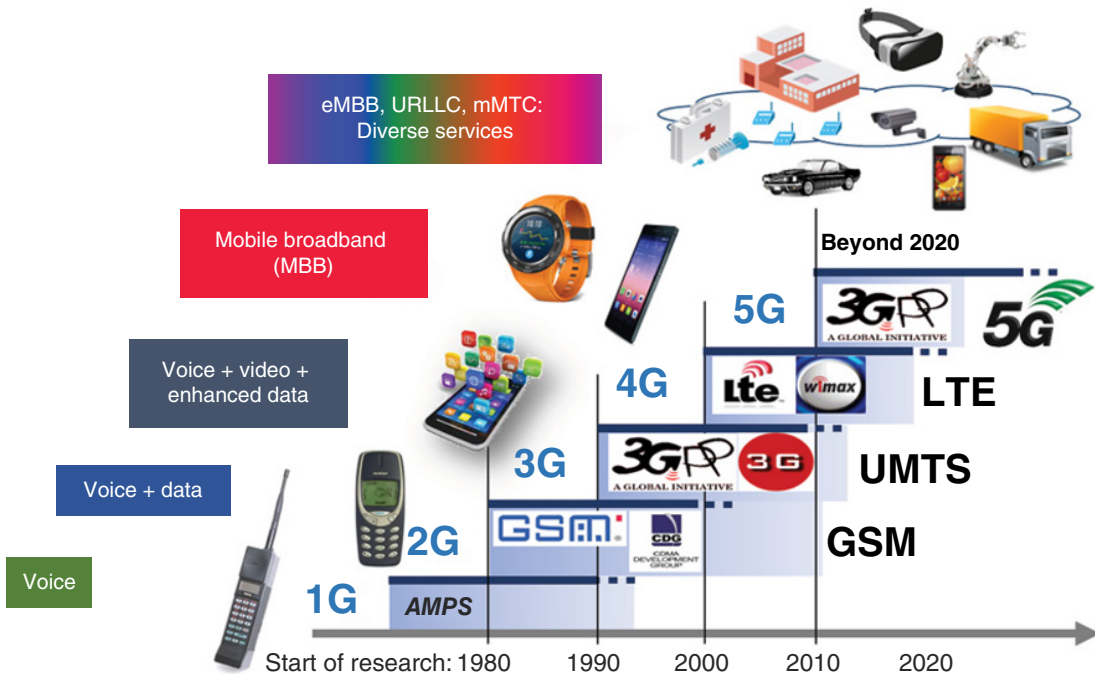 eMBB, URLLC, mMTC:
Diverse services
Mobile broadband
(MBB)
Beyond 2020
5G
3GPP
A GLOBAL INITIATIVE
5G
Voice + video +
enhanced data
4G
Lte
wimax
LTE
3G
3GPP
A GLOBAL INITIATIVE
3G
UMTS
Voice + data
2G
GSM
CDG
CDMA
DEVELOPMENT
GROUP
GSM
Voice
1G
AMPS
Start of research: 1980 1990 2000 2010 2020